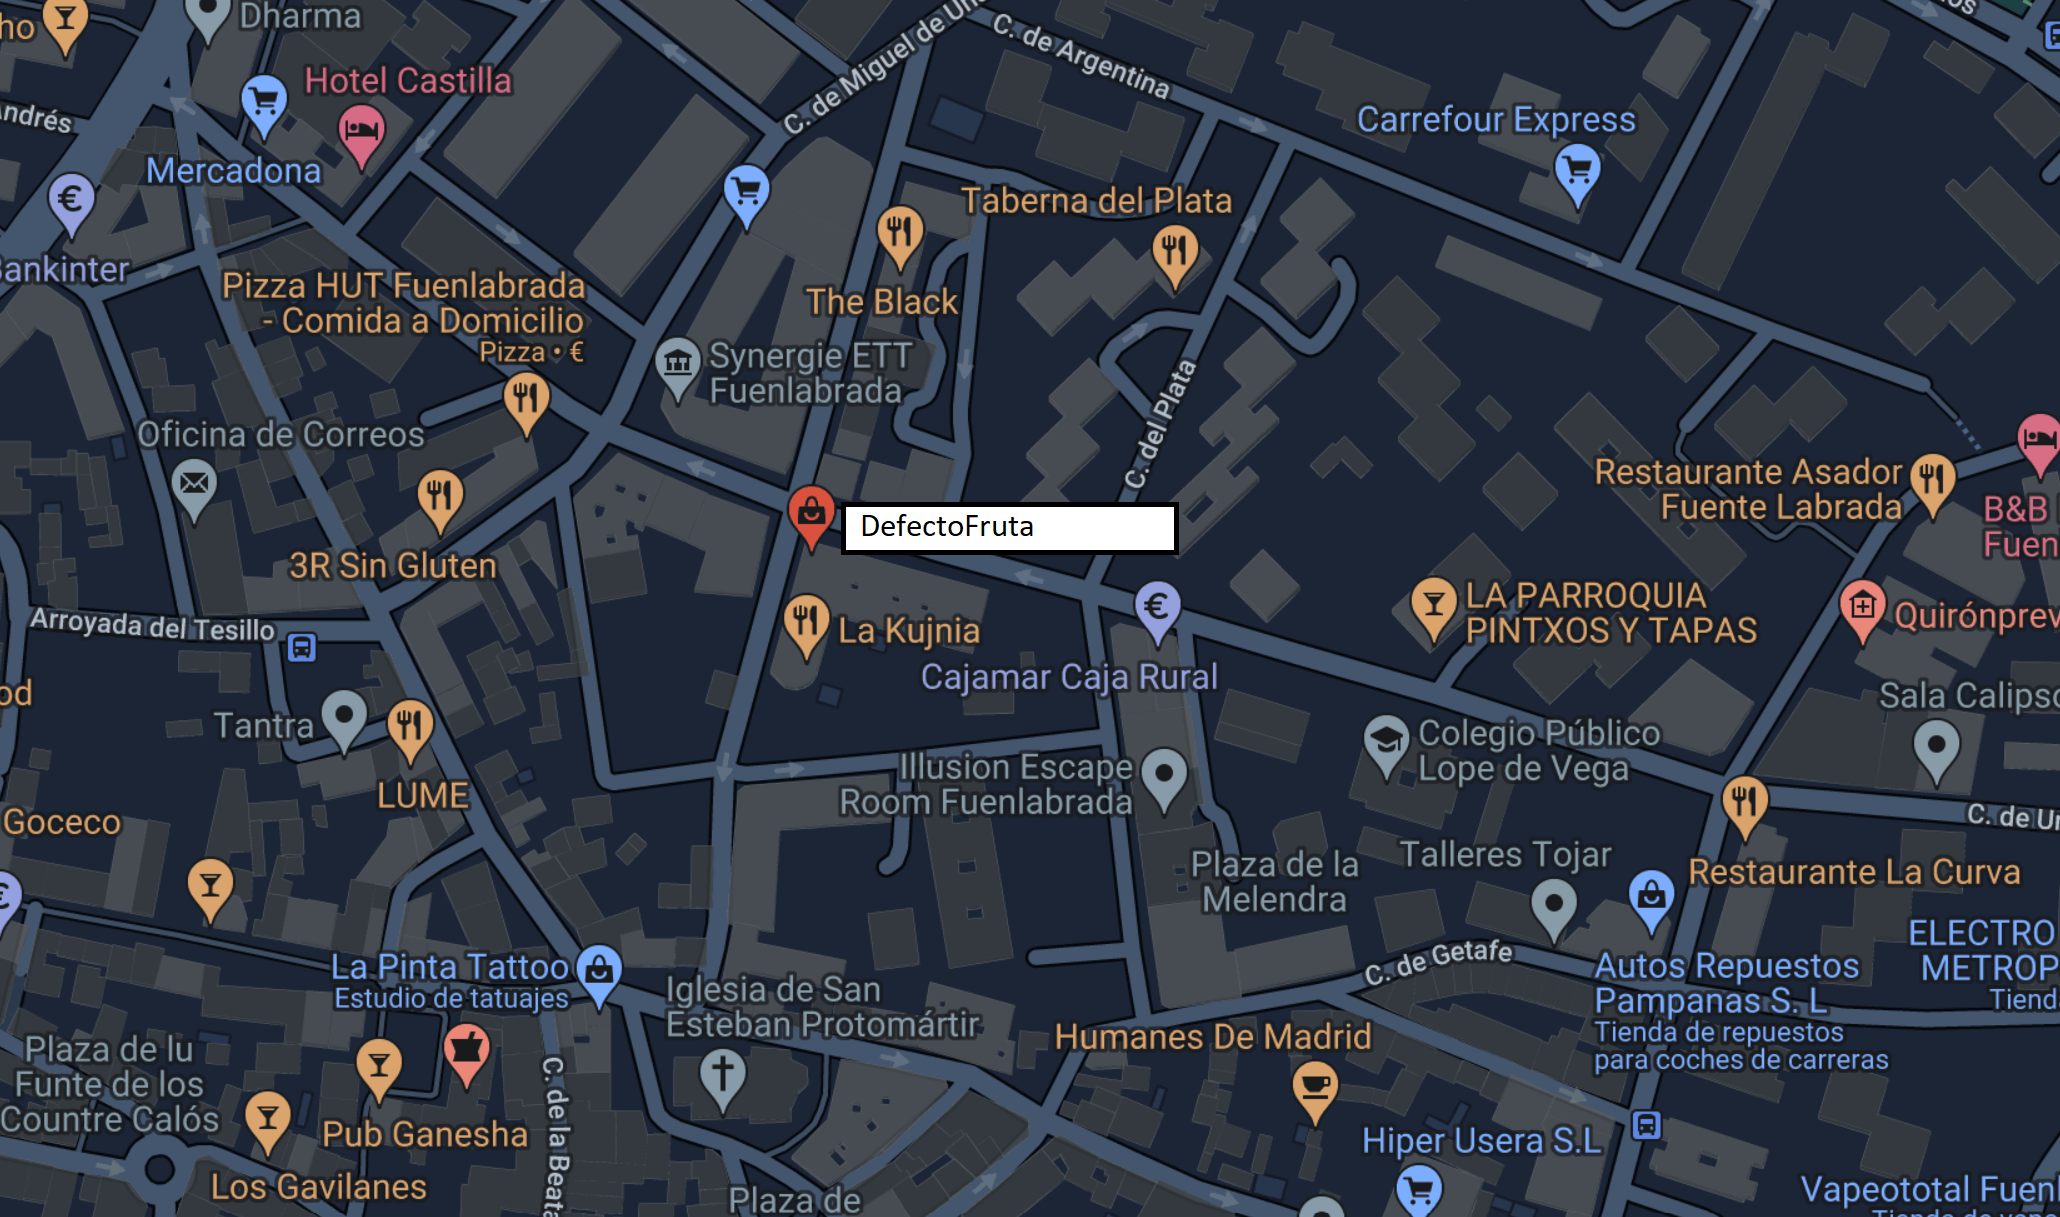 ho
Dharma
C. de Miguel de Una
C. de Argentina
Hotel Castilla
Andrés
Carrefour Express
Mercadona
Taberna del Plata
Bankinter
Pizza HUT Fuenlabrada
- Comida a Domicilio
Pizza • €
The Black
Synergie ETT
Fuenlabrada
C. del Plata
Oficina de Correos
Restaurante Asador
Fuente Labrada
B&B
Fuen
DefectoFruta
3R Sin Gluten
LA PARROQUIA
PINTXOS Y TAPAS
Quirónprev
Arroyada del Tesillo
La Kujnia
Cajamar Caja Rural
od
Tantra
Sala Calipso
Colegio Público
Lope de Vega
Illusion Escape
Room Fuenlabrada
LUME
Goceco
C. de Ur
Plaza de la
Melendra
Talleres Tojar
Restaurante La Curva
ELECTRO
METROP
Tienda
La Pinta Tattoo
Estudio de tatuajes
C. de Getafe
Autos Repuestos
Pampanas S. L
Tienda de repuestos
para coches de carreras
Iglesia de San
Esteban Protomártir
Humanes De Madrid
Plaza de lu
Funte de los
Countre Calós
C. de la Beata
Pub Ganesha
Hiper Usera S.L
Los Gavilanes
Plaza de
Vapeototal Fuenl